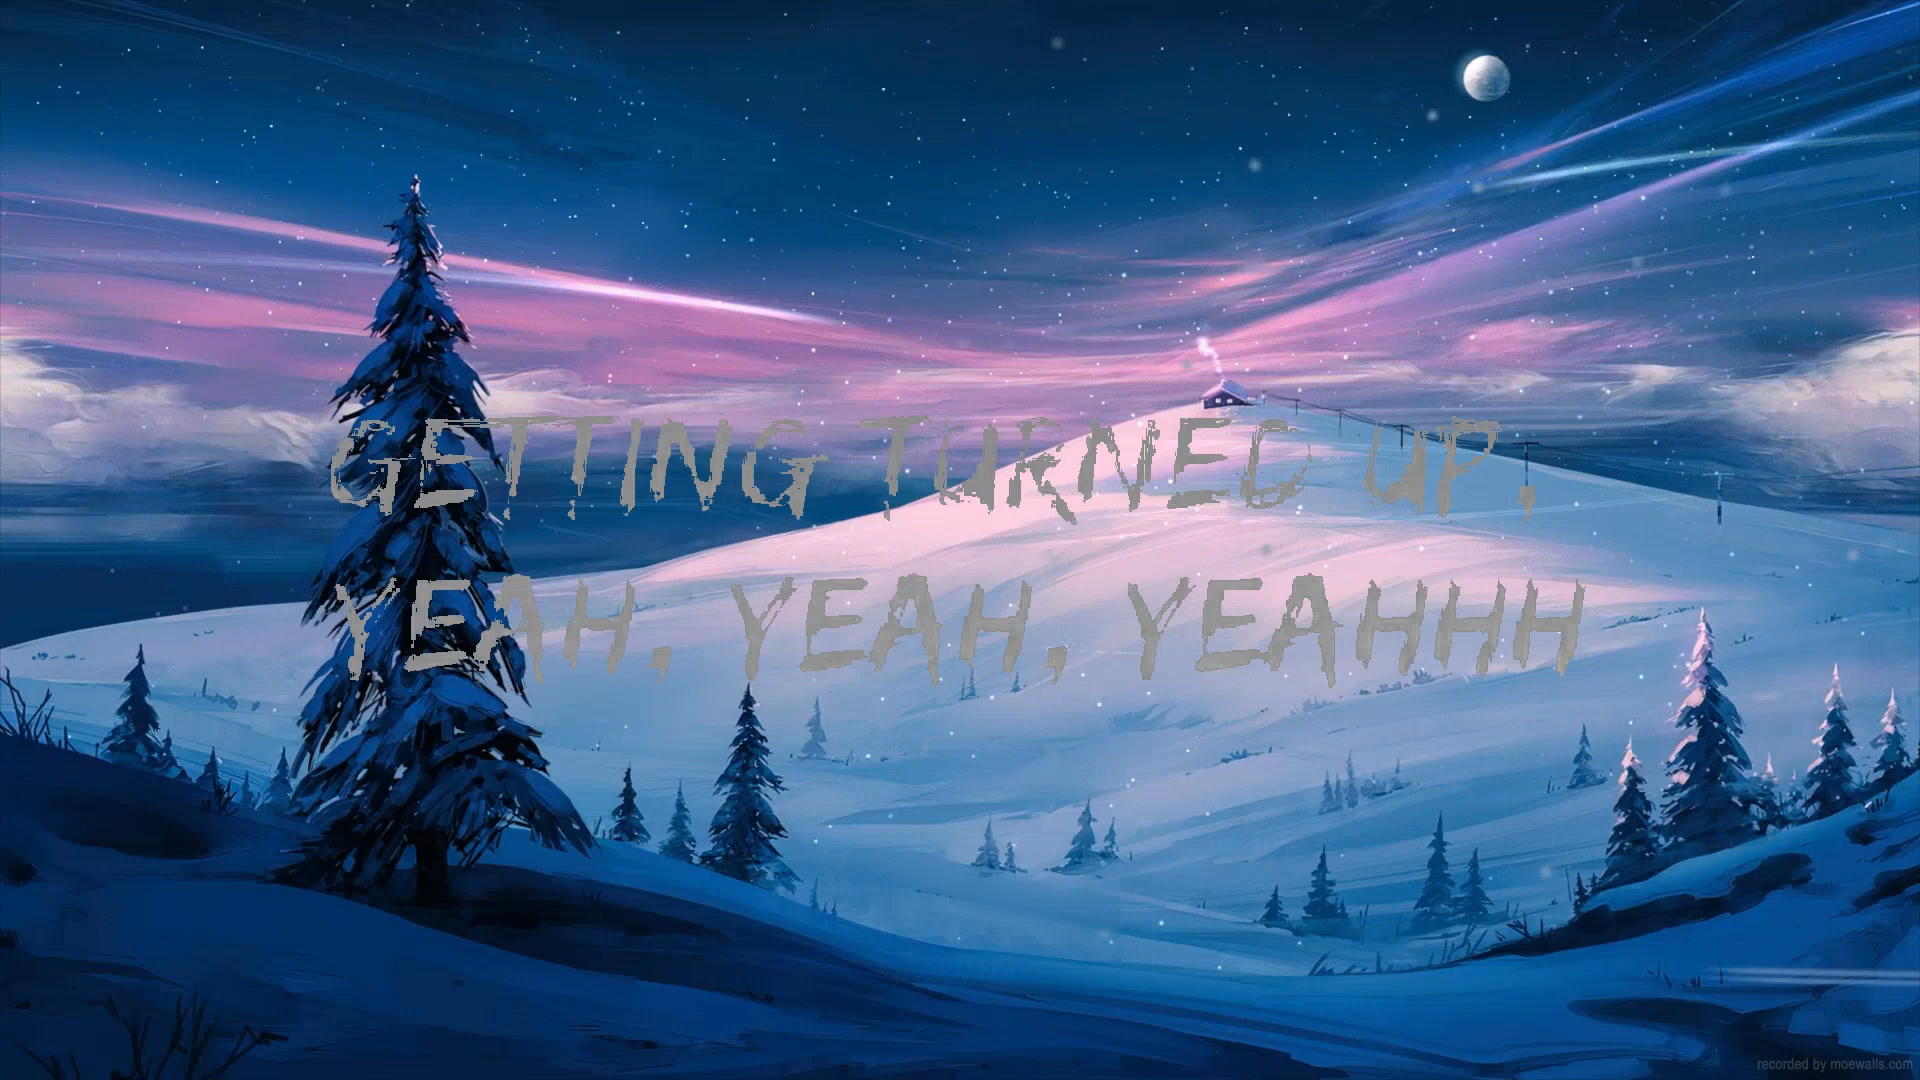 GETTING TURNED UP,
YEAH, YEAH, YEAHHH
recorded by moewalls.com